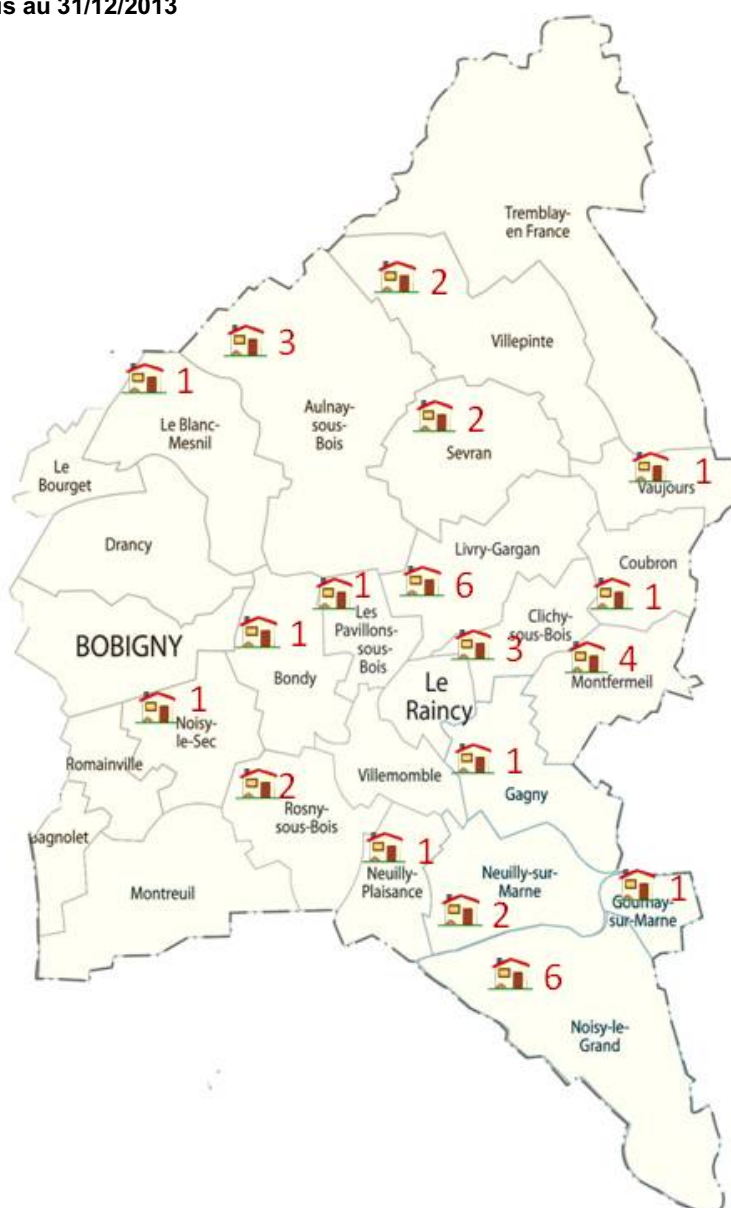 is au 31/12/2013
Tremblay-
en France
2
3
Villepinte
1
Aulnay-
sous-
Bois
2
Le Blanc-
Mesnil
Sevran
Le
Bourget
1
Vaujours
Drancy
Livry-Gargan
Coubron
1
6
1
Les
Pavillons-
sous-
Bois
Clichy-
sous-Bois
1
BOBIGNY
3
4
Bondy
Le
Raincy
Montfermeil
1
Noisy-
le-Sec
Romainville
Villemomble
1
Gagny
2
Rosny-
sous-Bois
Bagnolet
1
Neuilly-
Plaisance
Neuilly-sur-
Marne
1
Gournay-
sur-Marne
Montreuil
2
6
Noisy-le-
Grand